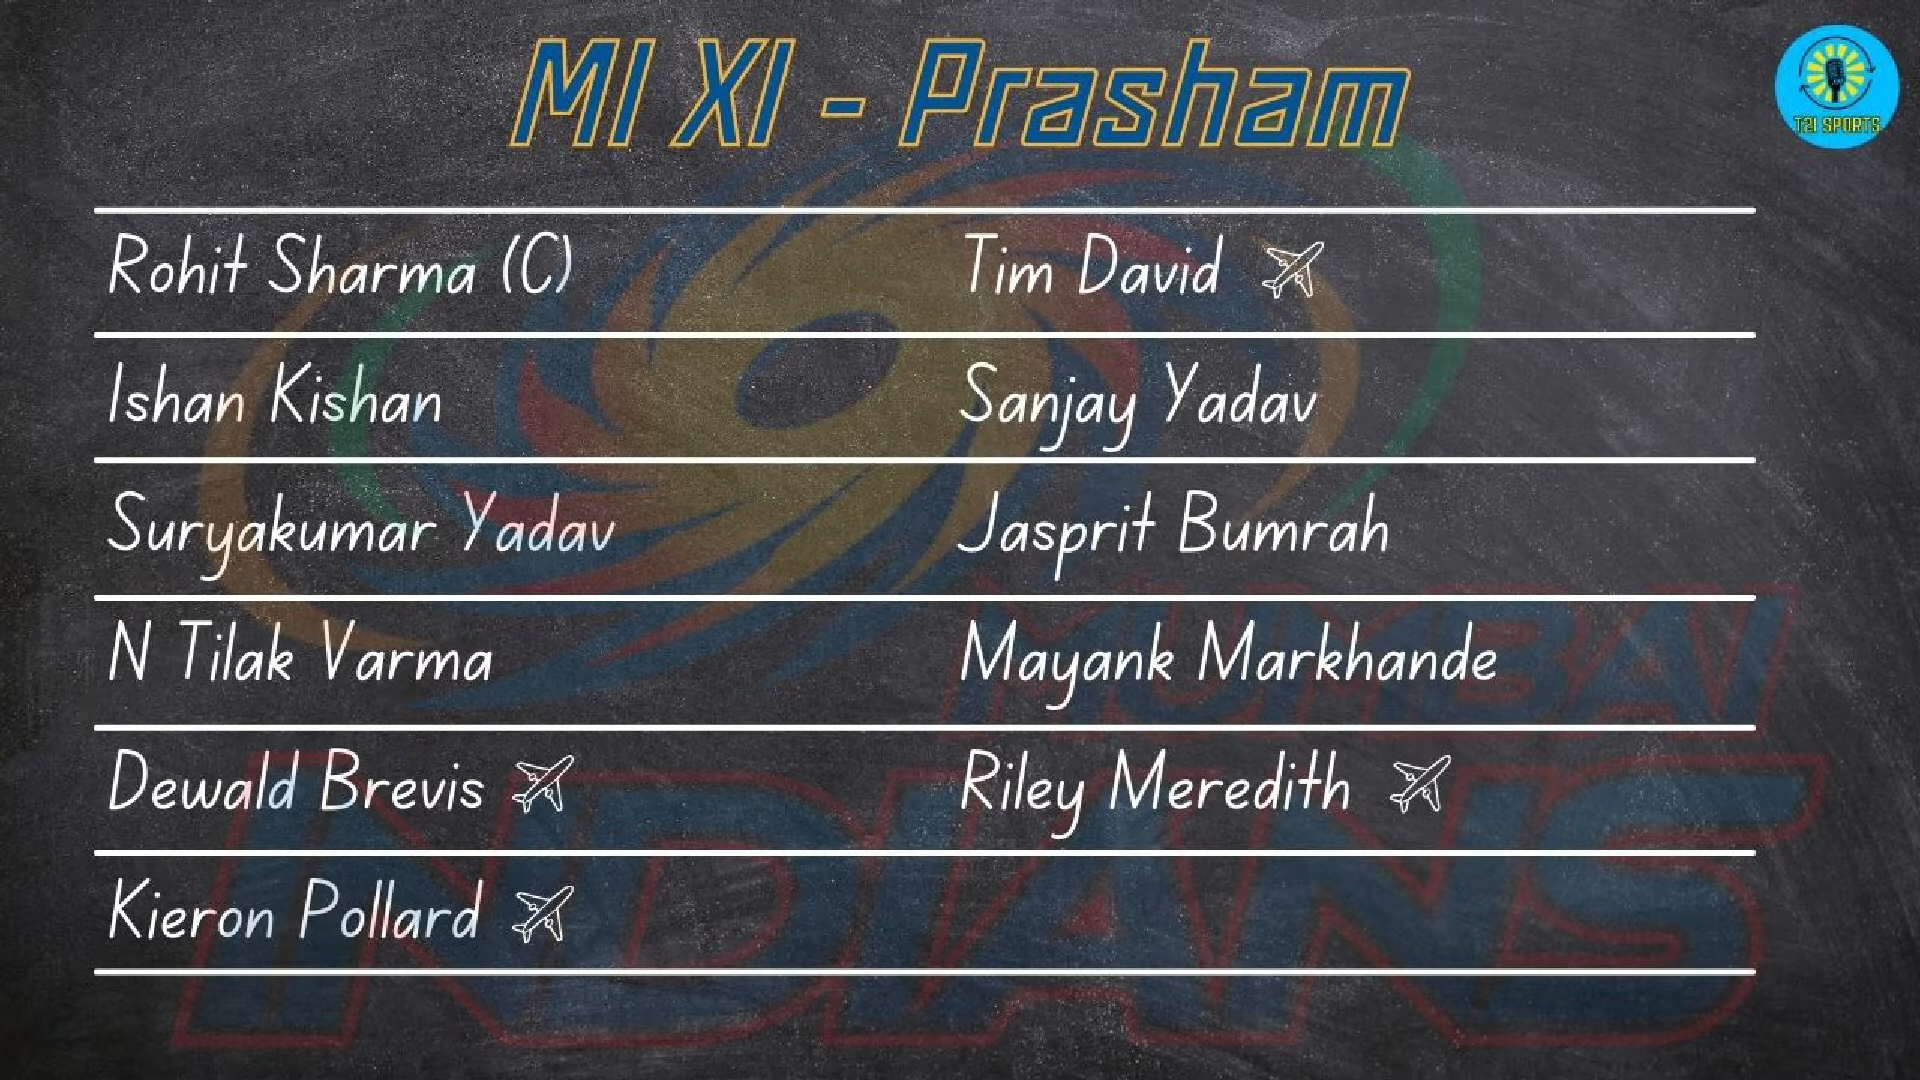 MI XI - Prasham
T2I SPORTS
Rohit Sharma (C)
Ishan Kishan
Suryakumar Yadav
N Tilak Varma
Dewald Brevis
Kieron Pollard
Tim David
Sanjay Yadav
Jasprit Bumrah
Mayank Markhande
Riley Meredith
MUMBAI
INDIANS